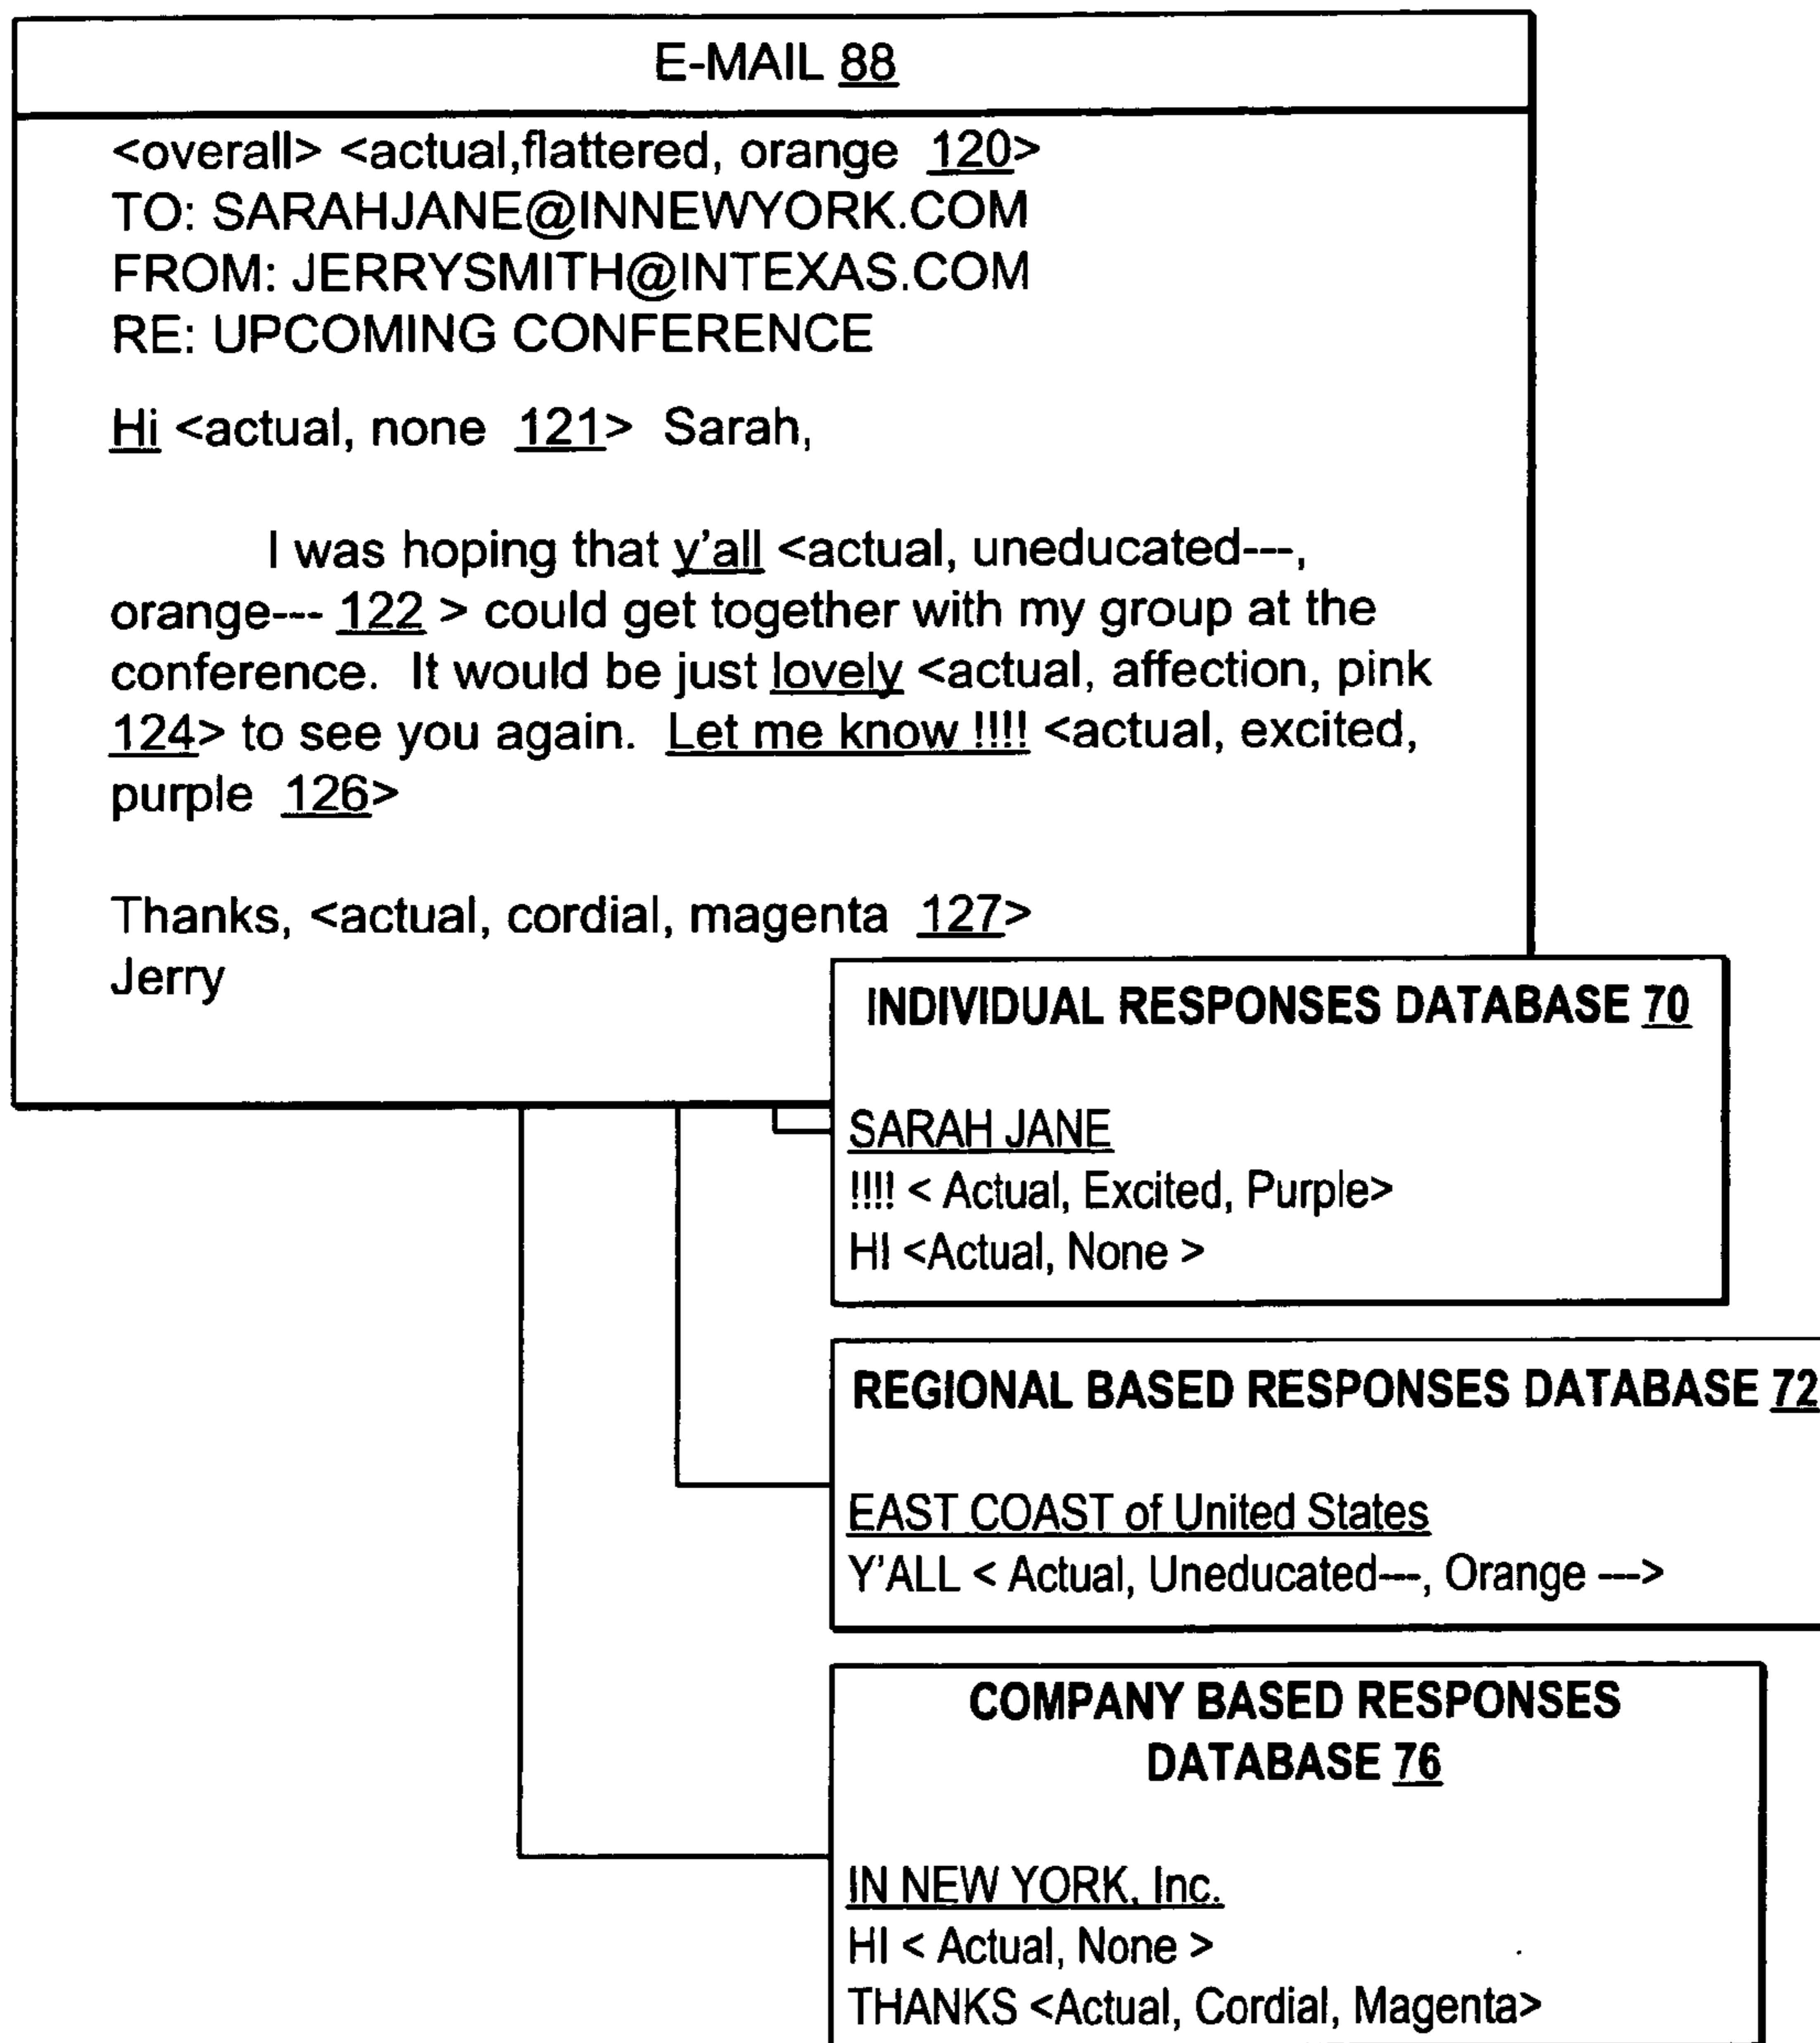 E-MAIL 88
<overall> <actual,flattered, orange 120>
TO: SARAHJANE@INNEWYORK.COM
FROM: JERRYSMITH@INTEXAS.COM
RE: UPCOMING CONFERENCE
Hi <actual, none 121> Sarah,
I was hoping that y'all <actual, uneducated---,
orange--- 122 > could get together with my group at the
conference. It would be just lovely <actual, affection, pink
124> to see you again. Let me know !!!! <actual, excited,
purple 126>
Thanks, <actual, cordial, magenta 127>
Jerry
INDIVIDUAL RESPONSES DATABASE 70
SARAH JANE
!!!! < Actual, Excited, Purple>
HI <Actual, None >
REGIONAL BASED RESPONSES DATABASE 72
EAST COAST of United States
Y'ALL < Actual, Uneducated---, Orange --->
COMPANY BASED RESPONSES
DATABASE 76
IN NEW YORK, Inc.
HI < Actual, None >
THANKS <Actual, Cordial, Magenta>